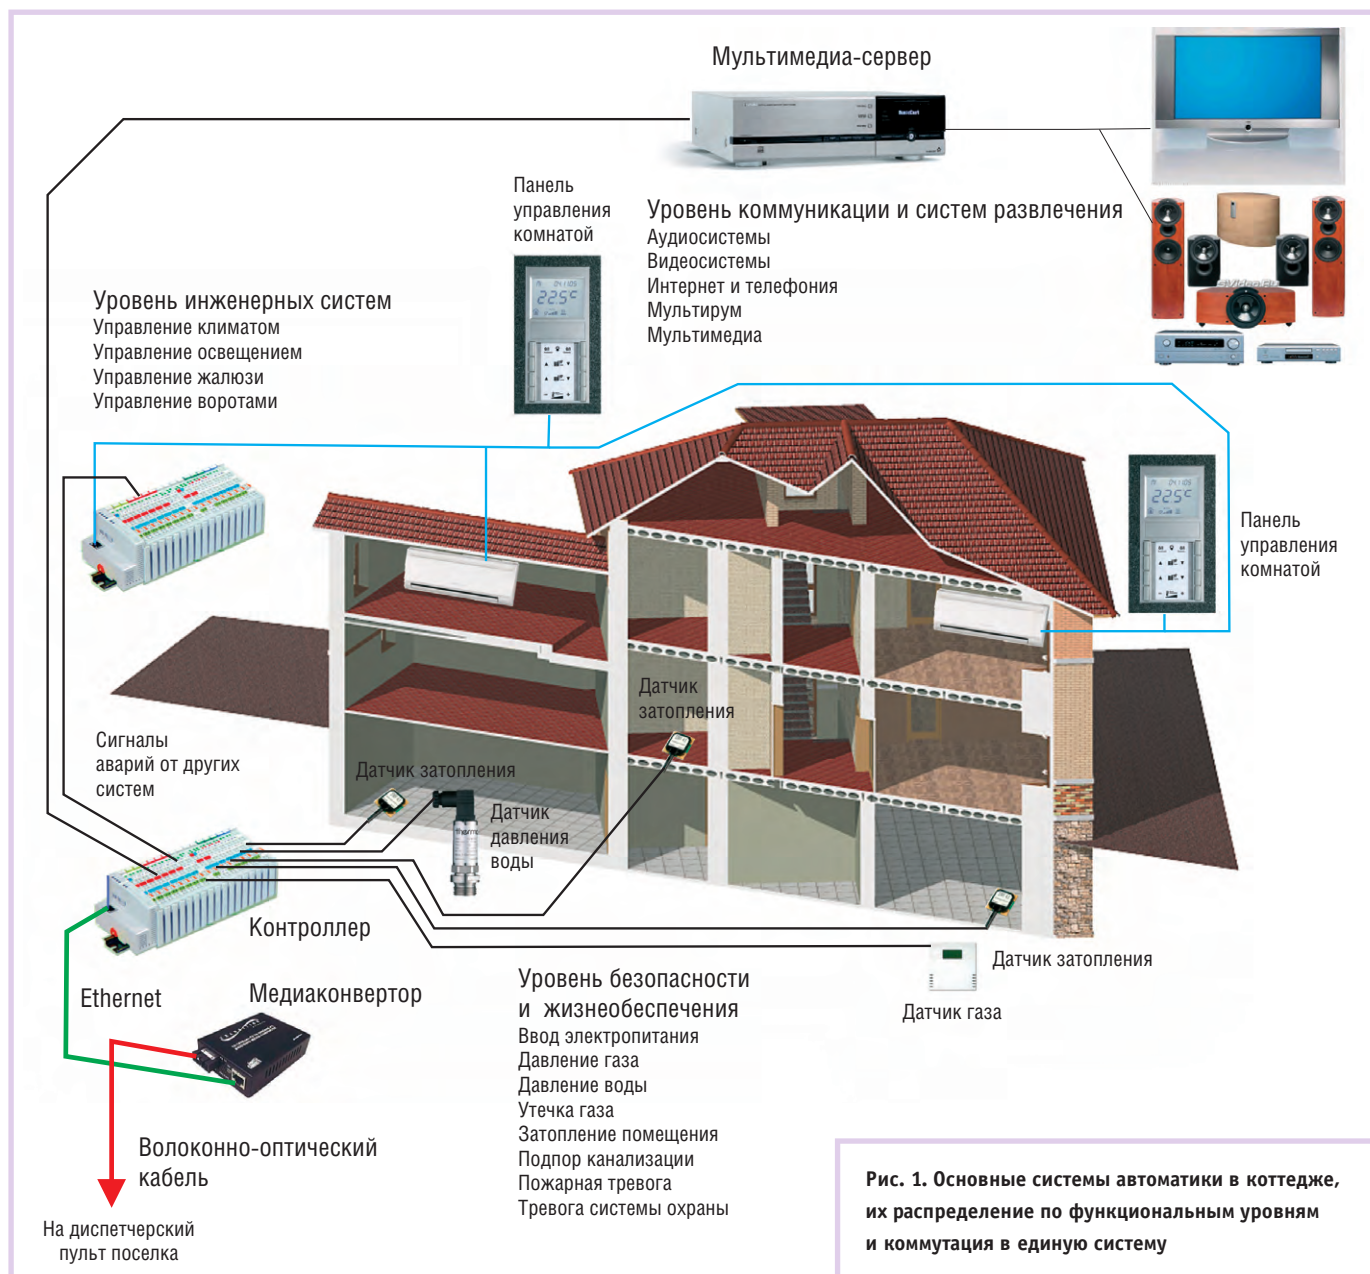 Мультимедиа-сервер
Панель
управления
комнатой
Уровень коммуникации и систем развлечения
Аудиосистемы
Видеосистемы
Интернет и телефония
Мультирум
Мультимедиа
Уровень инженерных систем
Управление климатом
Управление освещением
Управление жалюзи
Управление воротами
22.5°C
22.5°C
Панель
управления
комнатой
Датчик
затопления
Сигналы
аварий от других
систем
Датчик затопления
Датчик
давления
воды
Контроллер
Датчик затопления
Датчик газа
Ethernet
Медиаконвертор
Уровень безопасности
и жизнеобеспечения
Ввод электропитания
Давление газа
Давление воды
Утечка газа
Затопление помещения
Подпор канализации
Пожарная тревога
Тревога системы охраны
Волоконно-оптический
кабель
На диспетчерский
пульт поселка
Рис. 1. Основные системы автоматики в коттедже,
их распределение по функциональным уровням
и коммутация в единую систему